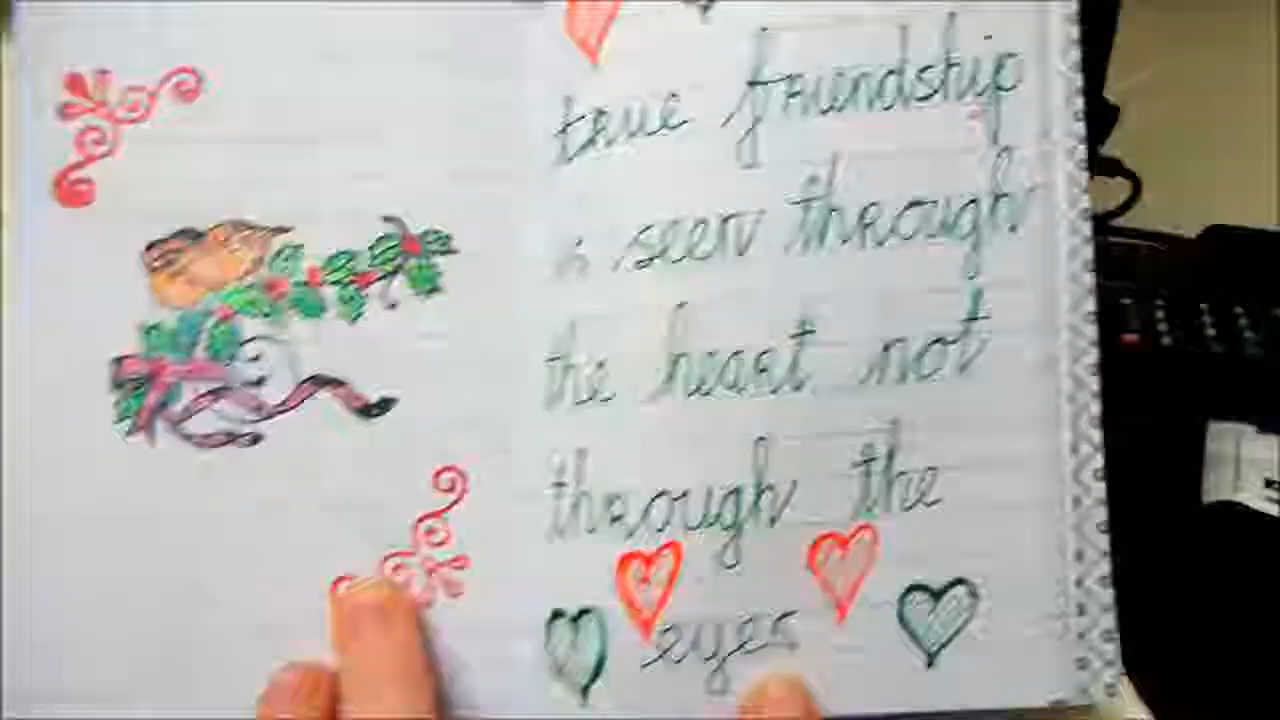 true friendship
is seen through
the heart not
through the
eyes